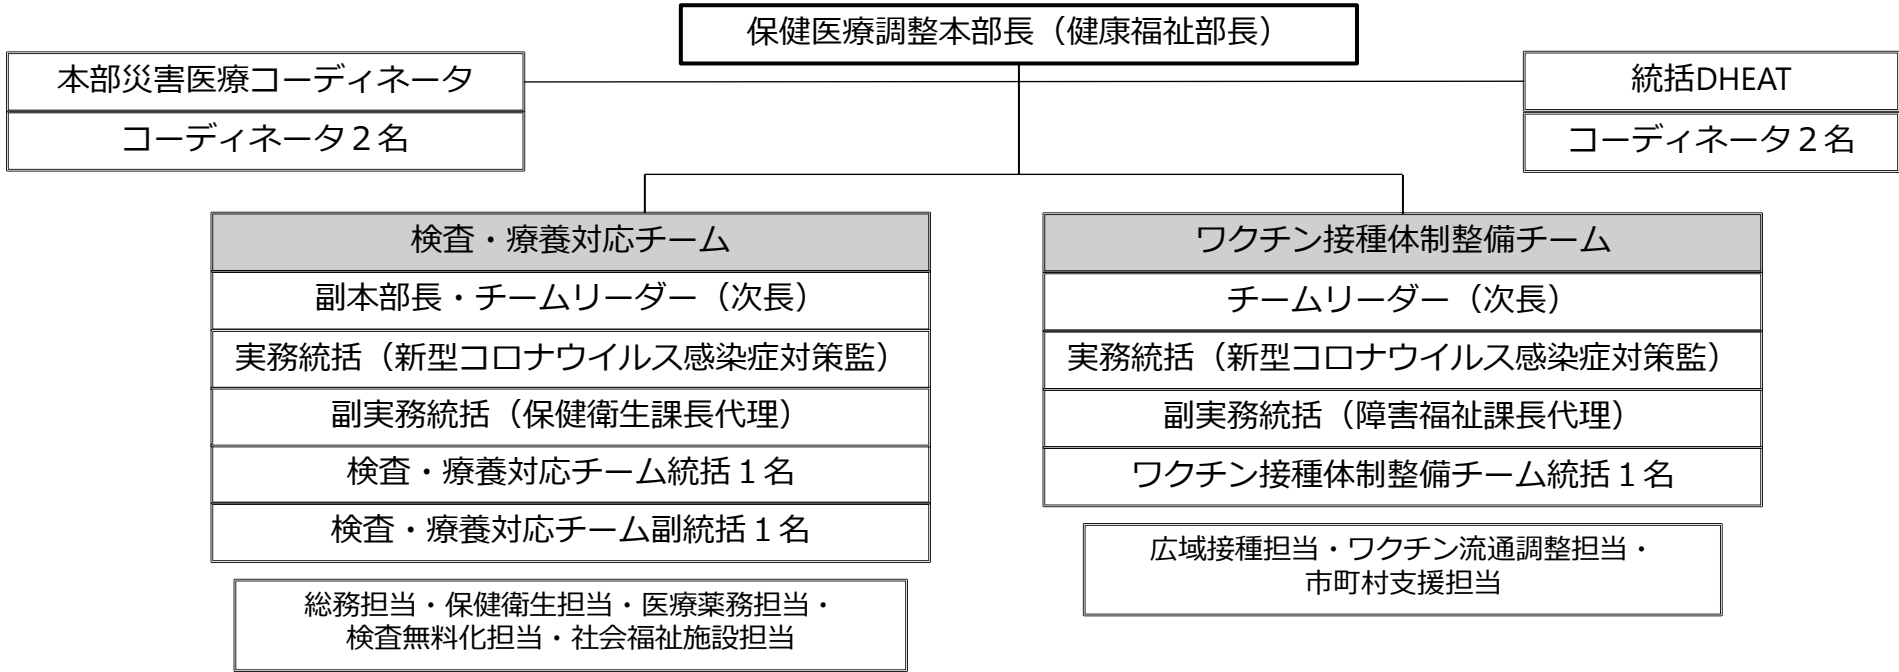 保健医療調整本部長（健康福祉部長）
本部災害医療コーディネータ
コーディネータ２名
統括DHEAT
コーディネータ２名
検査・療養対応チーム
副本部長・チームリーダー（次長）
実務統括（新型コロナウイルス感染症対策監）
副実務統括（保健衛生課長代理）
検査・療養対応チーム統括１名
検査・療養対応チーム副統括１名
総務担当・保健衛生担当・医療薬務担当・
検査無料化担当・社会福祉施設担当
ワクチン接種体制整備チーム
チームリーダー（次長）
実務統括（新型コロナウイルス感染症対策監）
副実務統括（障害福祉課長代理）
ワクチン接種体制整備チーム統括１名
広域接種担当・ワクチン流通調整担当・
市町村支援担当